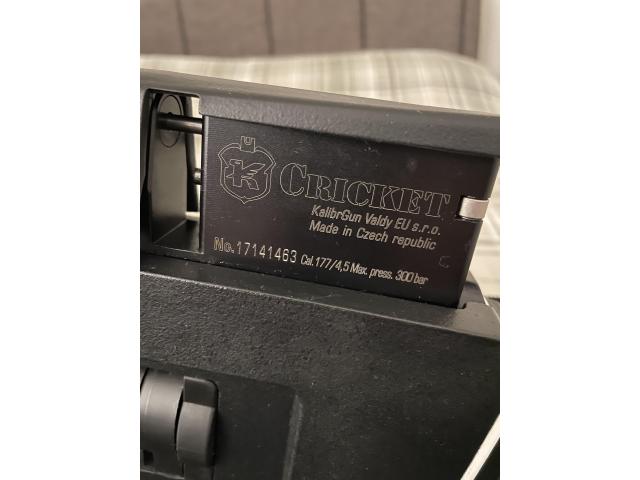 K CRICKET
KalibrGun Valdy EU s.r.o.
Made in Czech republic
No.17141463 Cal.177/4,5 Max. press. 300 bar